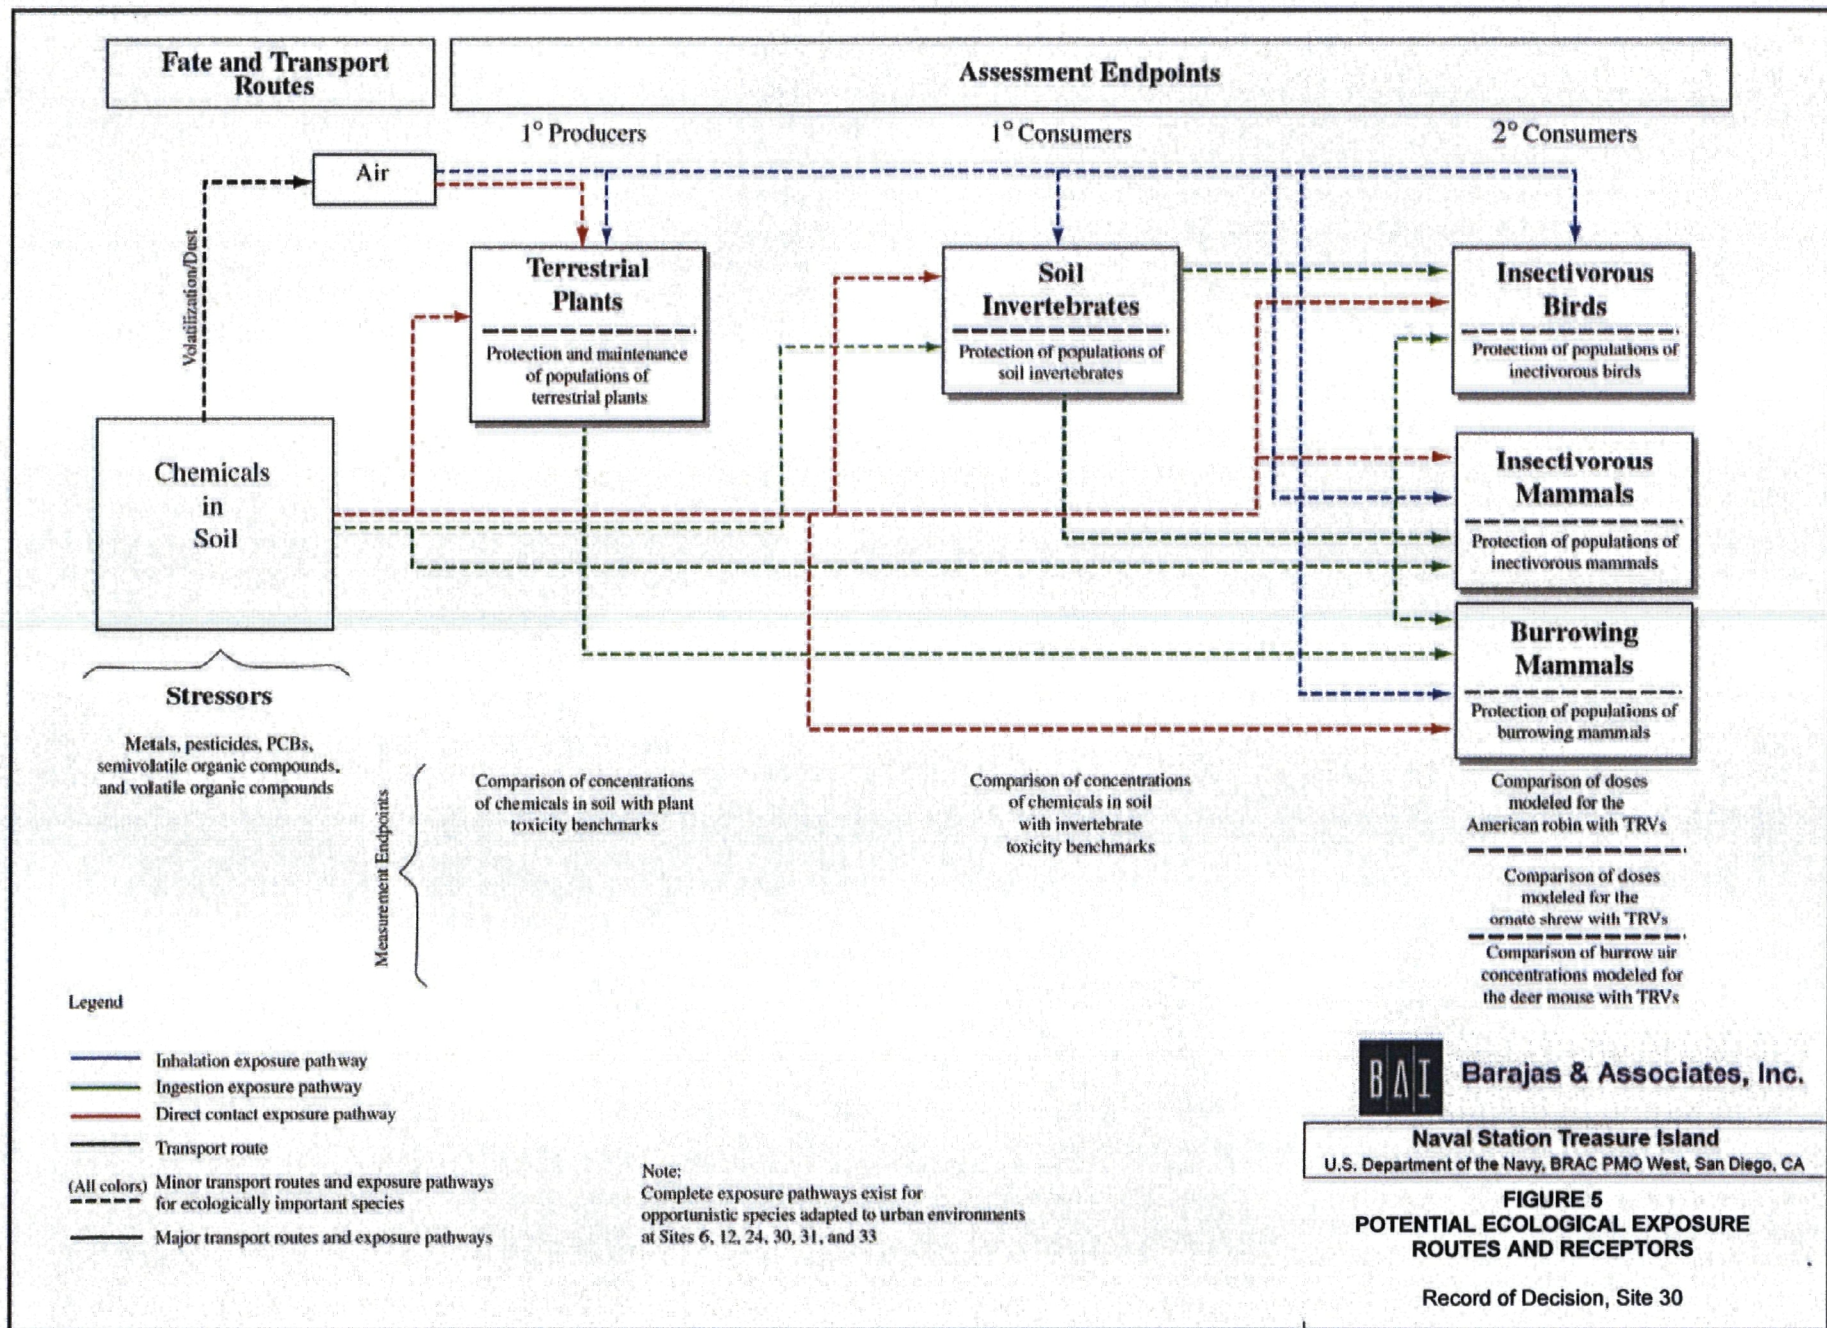 Fate and Transport
Routes
Assessment Endpoints
1° Producers
1° Consumers
2° Consumers
Air
Volatilization/Dust
Terrestrial
Plants
Protection and maintenance
of populations of
terrestrial plants
Soil
Invertebrates
Protection of populations of
soil invertebrates
Insectivorous
Birds
Protection of populations of
inectivorous birds
Chemicals
in
Soil
Insectivorous
Mammals
Protection of populations of
inectivorous mammals
Burrowing
Mammals
Protection of populations of
burrowing mammals
Stressors
Metals, pesticides, PCBs,
semivolatile organic compounds,
and volatile organic compounds
Measurement Endpoints
Comparison of concentrations
of chemicals in soil with plant
toxicity benchmarks
Comparison of concentrations
of chemicals in soil
with invertebrate
toxicity benchmarks
Comparison of doses
modeled for the
American robin with TRVs
Comparison of doses
modeled for the
ornate shrew with TRVs
Comparison of burrow air
concentrations modeled for
the deer mouse with TRVs
Legend
Inhalation exposure pathway
Ingestion exposure pathway
Direct contact exposure pathway
Transport route
(All colors) Minor transport routes and exposure pathways
for ecologically important species
Major transport routes and exposure pathways
Note:
Complete exposure pathways exist for
opportunistic species adapted to urban environments
at Sites 6, 12, 24, 30, 31, and 33
BAI Barajas & Associates, Inc.
Naval Station Treasure Island
U.S. Department of the Navy, BRAC PMO West, San Diego, CA
FIGURE 5
POTENTIAL ECOLOGICAL EXPOSURE
ROUTES AND RECEPTORS
Record of Decision, Site 30